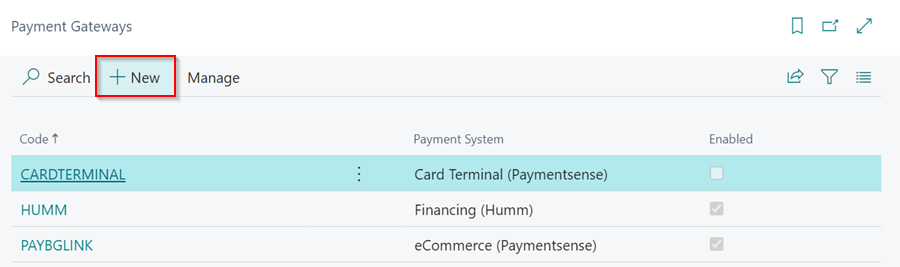 Payment Gateways
Search New Manage
Code Payment System Enabled
CARDTERMINAL Card Terminal (Paymentsense)
HUMM Financing (Humm)
PAYBGLINK eCommerce (Paymentsense)